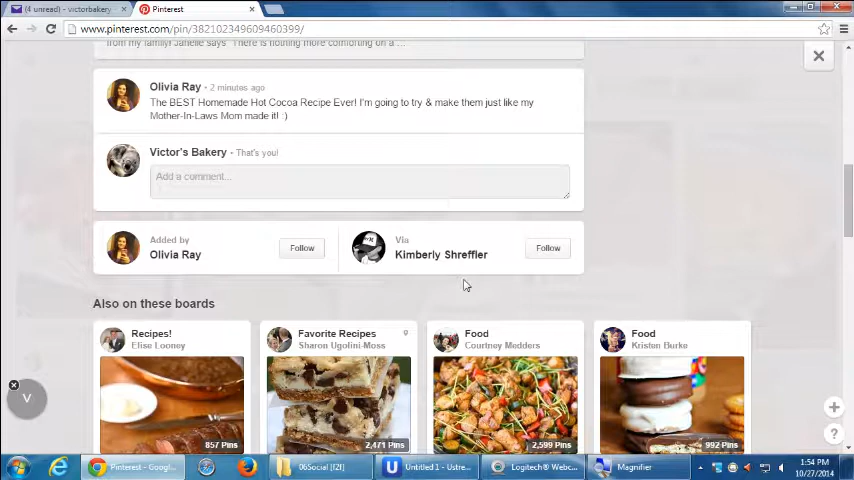 (4 unread) - victorbakery
Pinterest
www.pinterest.com/pin/382102349609460399/
from my family! Janelle says "There is nothing more comforting on a ...
Olivia Ray • 2 minutes ago
The BEST Homemade Hot Cocoa Recipe Ever! I'm going to try & make them just like my
Mother-In-Laws Mom made it! :)
Victor's Bakery • That's you!
Add a comment...
Added by
Olivia Ray
Follow
Via
Kimberly Shreffler
Follow
Also on these boards
Recipes!
Elise Looney
Favorite Recipes
Sharon Ugolini-Moss
Food
Courtney Medders
Food
Kristen Burke
857 Pins
2,471 Pins
2,599 Pins
992 Pins
V
?
Pinterest - Googl...
06Social [f2f]
Untitled 1 - Ustre...
Logitech® Webc...
Magnifier
1:54 PM
10/27/2014